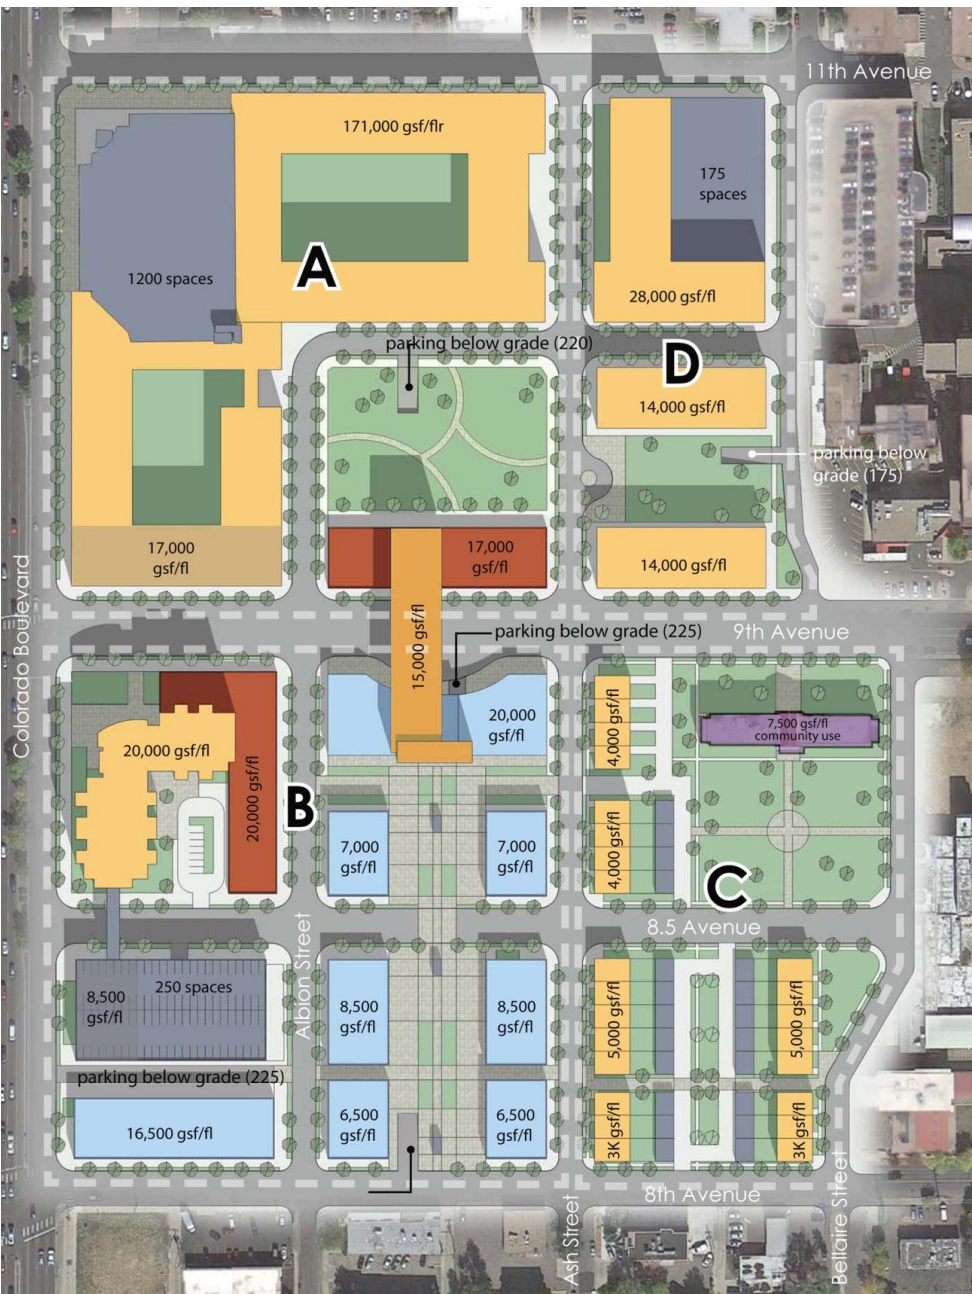 11th Avenue
171,000 gsf/flr
175
spaces
1200 spaces
A
28,000 gsf/fl
parking below grade (220)
D
14,000 gsf/fl
parking below
grade (175)
17,000
gsf/fl
17,000
gsf/fl
14,000 gsf/fl
Colorado Boulevard
15,000 gsf/fl
parking below grade (225)
9th Avenue
20,000 gsf/fl
20,000 gsf/fl
20,000
gsf/fl
4,000 gsf/fl
7,500 gsf/fl
community use
B
7,000
gsf/fl
7,000
gsf/fl
4,000 gsf/fl
C
8.5 Avenue
Albion Street
8,500
gsf/fl
250 spaces
8,500
gsf/fl
8,500
gsf/fl
5,000 gsf/fl
5,000 gsf/fl
parking below grade (225)
16,500 gsf/fl
6,500
gsf/fl
6,500
gsf/fl
3K gsf/fl
3K gsf/fl
8th Avenue
Ash Street
Bellaire Street